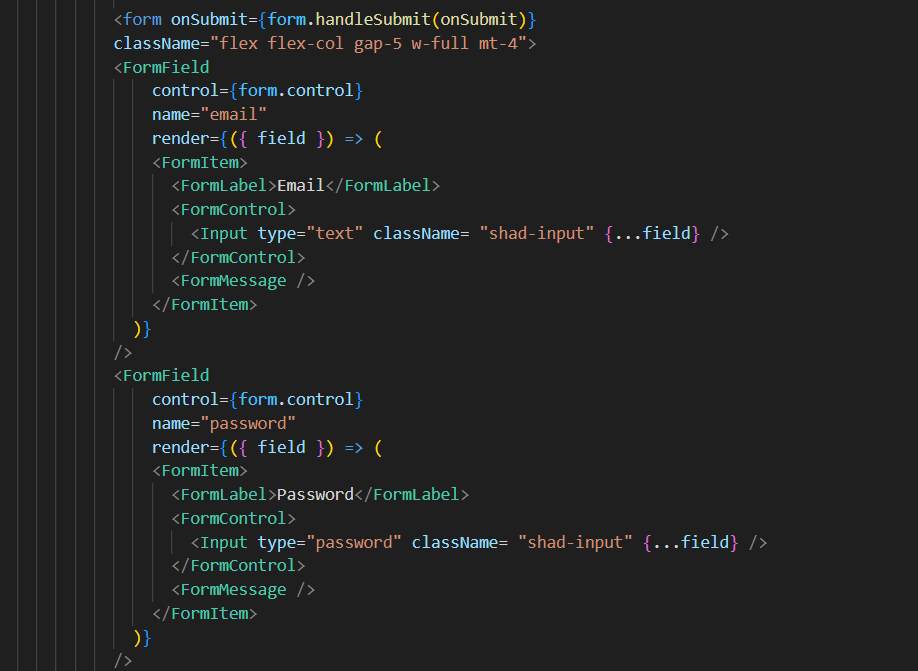 <form onSubmit={form.handleSubmit(onSubmit)}
className="flex flex-col gap-5 w-full mt-4">
<FormField
control={form.control}
name="email"
render={({ field }) => (
<FormItem>
<FormLabel>Email</FormLabel>
<FormControl>
<Input type="text" className= "shad-input" {...field} />
</FormControl>
<FormMessage />
</FormItem>
)}
/>
<FormField
control={form.control}
name="password"
render={({ field }) => (
<FormItem>
<FormLabel>Password</FormLabel>
<FormControl>
<Input type="password" className= "shad-input" {...field} />
</FormControl>
<FormMessage />
</FormItem>
)}
/>